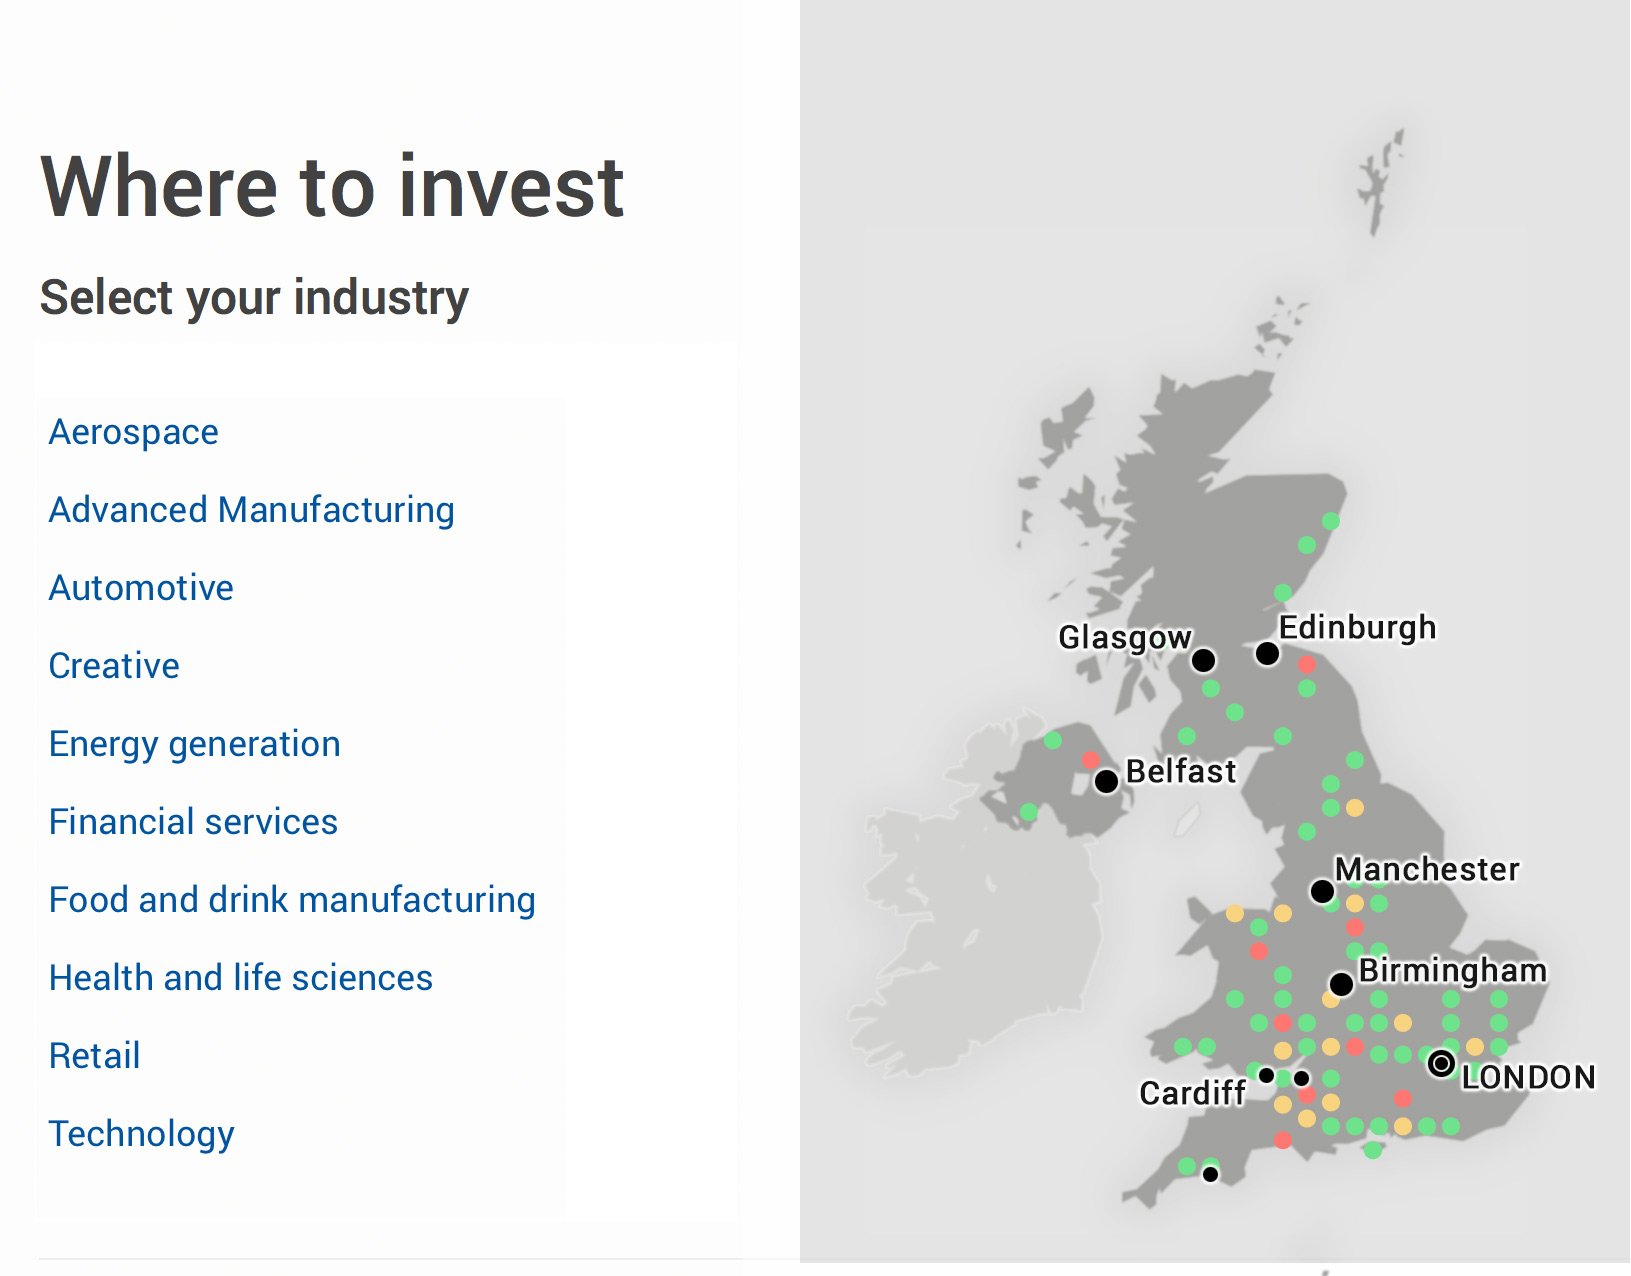 Where to invest
Select your industry
Aerospace
Advanced Manufacturing
Automotive
Creative
Energy generation
Financial services
Food and drink manufacturing
Health and life sciences
Retail
Technology
Edinburgh
Glasgow
Belfast
Manchester
Birmingham
LONDON
Cardiff